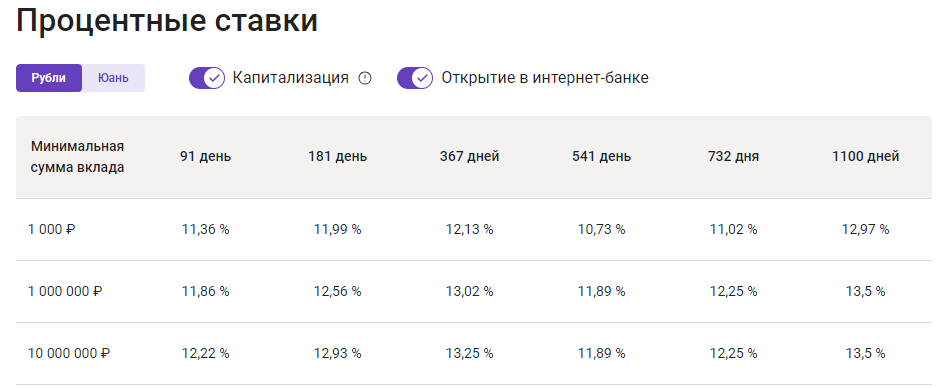 Процентные ставки
Рубли Юань Капитализация Открытие в интернет-банке
Минимальная сумма вклада 91 день 181 день 367 дней 541 день 732 дня 1100 дней
1 000 ₽ 11,36 % 11,99 % 12,13 % 10,73 % 11,02 % 12,97 %
1 000 000 ₽ 11,86 % 12,56 % 13,02 % 11,89 % 12,25 % 13,5 %
10 000 000 ₽ 12,22 % 12,93 % 13,25 % 11,89 % 12,25 % 13,5 %